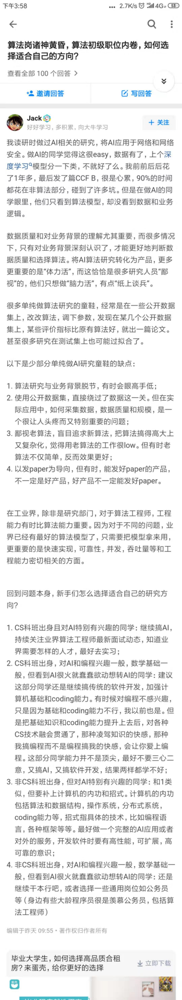 下午3:58
... 2.7K/s HD 4G 53
算法岗诸神黄昏，算法初级职位内卷，如何选
择适合自己的方向？
查看全部 100 个回答
邀请回答
写回答
Jack
好好学习，多积累，向大牛学习
+ 关注
我读研时做过AI相关的研究，将AI应用于网络和网络
安全。做AI的同学觉得这很easy，数据有了，上个深
度学习模型分一下类，不就好了么。我前前后后花
了1年多，最后发了篇CCF B，很是心累，90%的时间
都花在非算法部分，碰到了许多坑。但是在做AI的同
学眼里，他们只看到算法模型，却没看到数据和业务
逻辑。
数据质量和对业务背景的理解尤其重要，而很多情况
下，只有对业务背景深刻认识了，才能更好地判断数
据质量和选择算法。将AI算法研究转化为产品，更多
更重要的是“体力活”，而这恰恰是很多研究人员“鄙
视”的，他们只想做“脑力活”，有点“纸上谈兵”。
很多单纯做算法研究的童鞋，经常是在一些公开数据
集上，改改算法，调下参数，发现在某几个公开数据
集上，某些评价指标比原有算法好，就出一篇论文。
甚至很多研究在测试集上也可能过拟合了。
以下是少部分单纯做AI研究童鞋的缺点：
1. 算法研究与业务背景脱节，有时会眼高手低；
2. 使用公开数据集，直接绕过了数据这一关。但在实
际应用中，如何采集数据，数据质量和规模，是一
个很让人头疼而又特别重要的问题；
3. 鄙视老算法，盲目追求新算法，把算法搞得高大上
又复杂化，觉得用老算法的工作很low。但有时老
算法不仅简单，反而效果更好；
4. 以发paper为导向，但有时，能发好paper的产品，
不一定是好产品，好产品不一定能发好paper。
在工业界，除非是研究部门，对于算法工程师，工程
能力有时比算法能力重要。因为对于不同的问题，业
界已经有最好的算法模型了，只需要把模型拿来用，
更重要的是快速实现，可靠性，并发，吞吐量等和工
程能力密切相关的方面。
回到问题本身，新手们怎么选择适合自己的研究方
向？
1. CS科班出身且对AI特别有兴趣的同学：继续搞AI，
持续关注业界算法工程师最新面试动态，知道业
界需要怎样的人才，最好去实习；
2. CS科班出身，对AI和编程兴趣一般，数学基础一
般，但看到AI很火就蠢蠢欲动想转AI的同学：建议
这部分同学还是继续搞传统的软件开发，加强计
算机基础和coding能力。有时候对编程不感兴趣，
只是因为基础和coding能力不行，我以前也是。但
是把基础知识和coding能力提升上去后，对各种
CS技术融会贯通了，那种凌驾知识的快感，那种
我搞编程而不是编程搞我的快感，会让你爱上编
程。这部分同学能力并不是顶尖，最好不要三心二
意，又搞AI，又搞软件开发，结果两样都学不好；
3. 非CS科班出身，但对AI特别有兴趣的同学：和1类
似，但要补上计算机的内功和招式。计算机的内功
包括算法和数据结构，操作系统，分布式系统，
coding能力等，招式指具体的技术，比如编程语
言，各种框架等等。最好做一个完整的AI应用或者
对外的服务，开发软件时要有高性能，可扩展，高
可靠的意识；
4. 非CS科班出身，对AI和编程兴趣一般，数学基础一
般，但看到AI很火就蠢蠢欲动想转AI的同学：还是
继续干本行吧，或者选择一些通用岗位如公务员
等（身边有些大龄程序员很是羡慕公务员，包括算
法工程师）
编辑于昨天 09:55・著作权归作者所有
毕业大学生，如何选择高品质合租
房？来蛋壳，给你更好的选择
立即下载
蛋壳